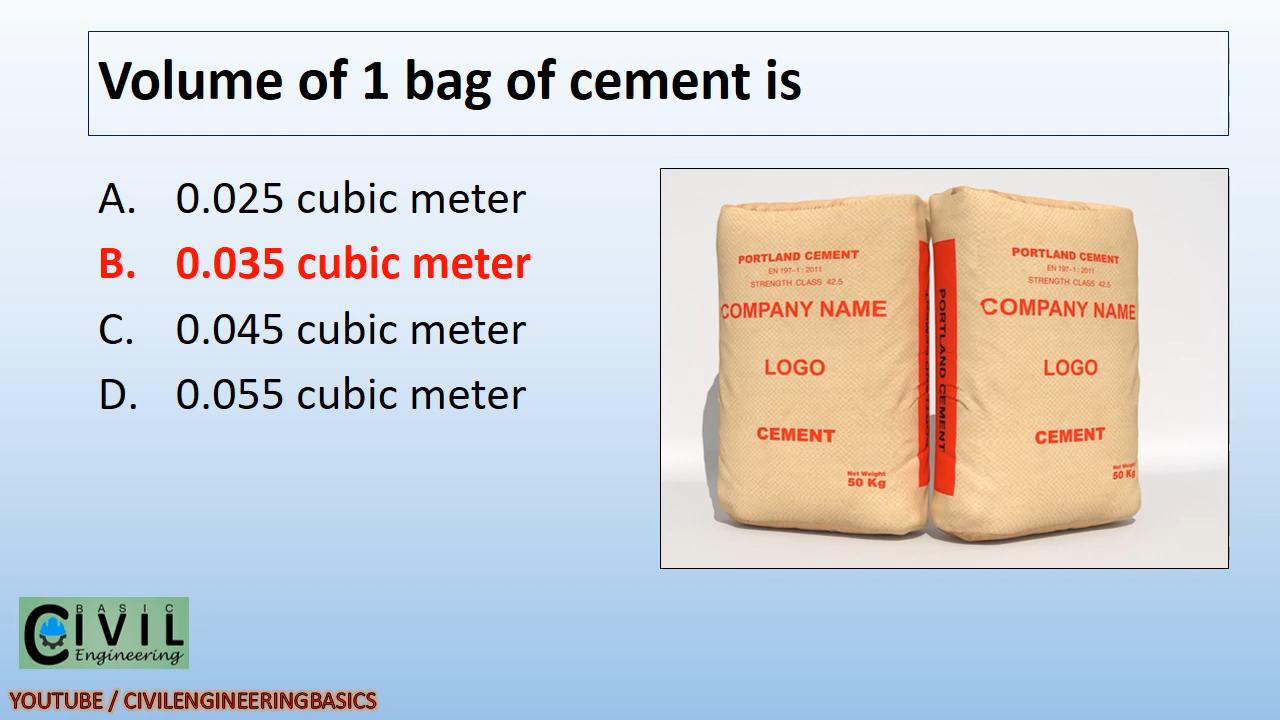 Volume of 1 bag of cement is
A. 0.025 cubic meter
B. 0.035 cubic meter
C. 0.045 cubic meter
D. 0.055 cubic meter
PORTLAND CEMENT
EN 197-1 : 2011
STRENGTH CLASS 42.5
COMPANY NAME
LOGO
CEMENT
Net Weight
50 Kg
PORTLAND CEMENT
PORTLAND CEMENT
EN 197-1 : 2011
STRENGTH CLASS 42.5
COMPANY NAME
LOGO
CEMENT
Net Weight
50 Kg
BASIC
CIVIL
Engineering
YOUTUBE / CIVILENGINEERINGBASICS